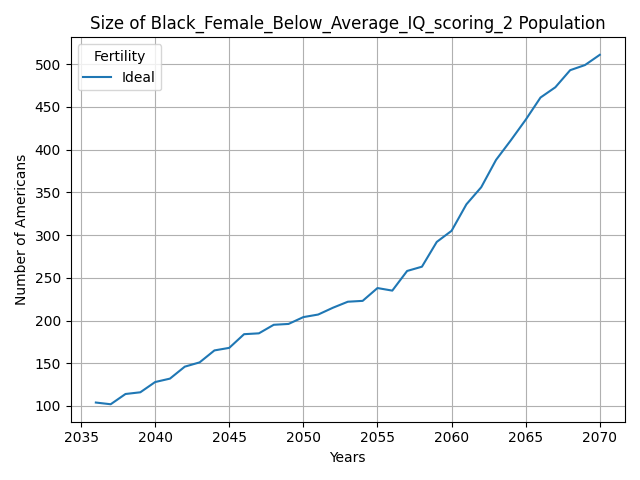 Size of Black_Female_Below_Average_IQ_scoring_2 Population
Fertility
Ideal
Number of Americans
500
450
400
350
300
250
200
150
100
2035 2040 2045 2050 2055 2060 2065 2070
Years